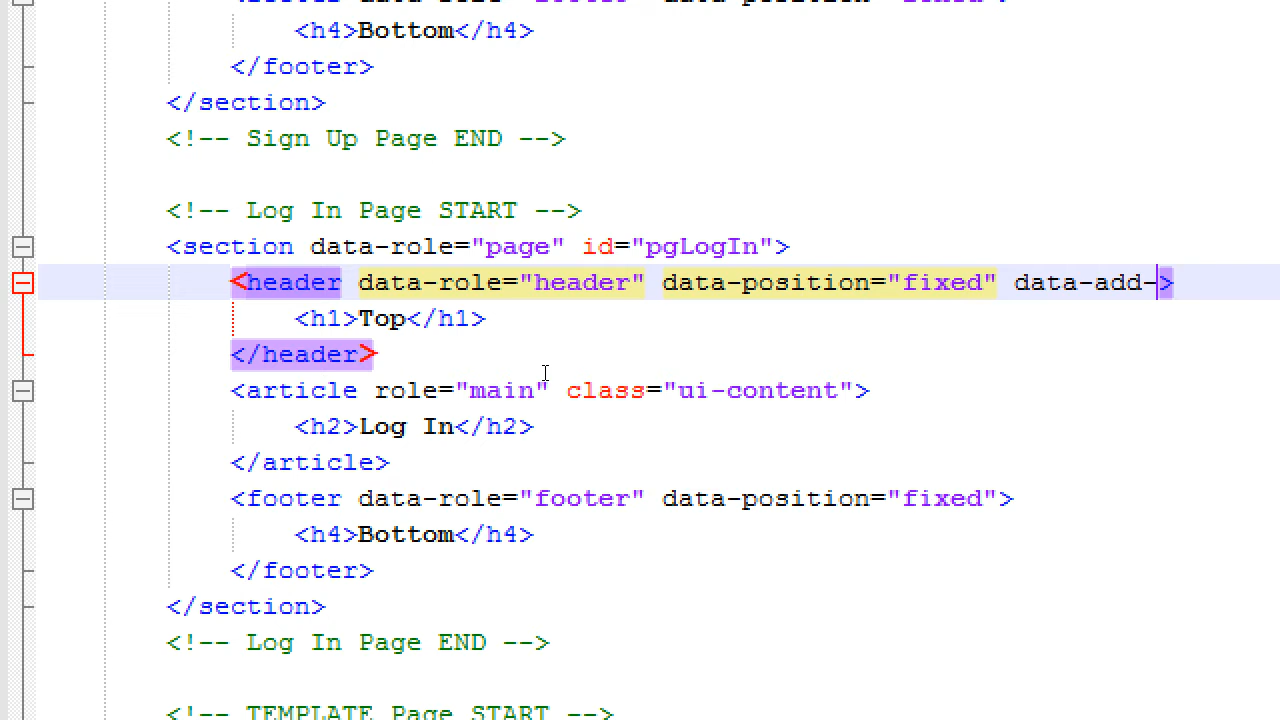 <h4>Bottom</h4>
</footer>
</section>
<!-- Sign Up Page END -->
<!-- Log In Page START -->
<section data-role="page" id="pgLogIn">
<header data-role="header" data-position="fixed" data-add->
<h1>Top</h1>
</header>
<article role="main" class="ui-content">
<h2>Log In</h2>
</article>
<footer data-role="footer" data-position="fixed">
<h4>Bottom</h4>
</footer>
</section>
<!-- Log In Page END -->
<!-- TEMPLATE Page START -->